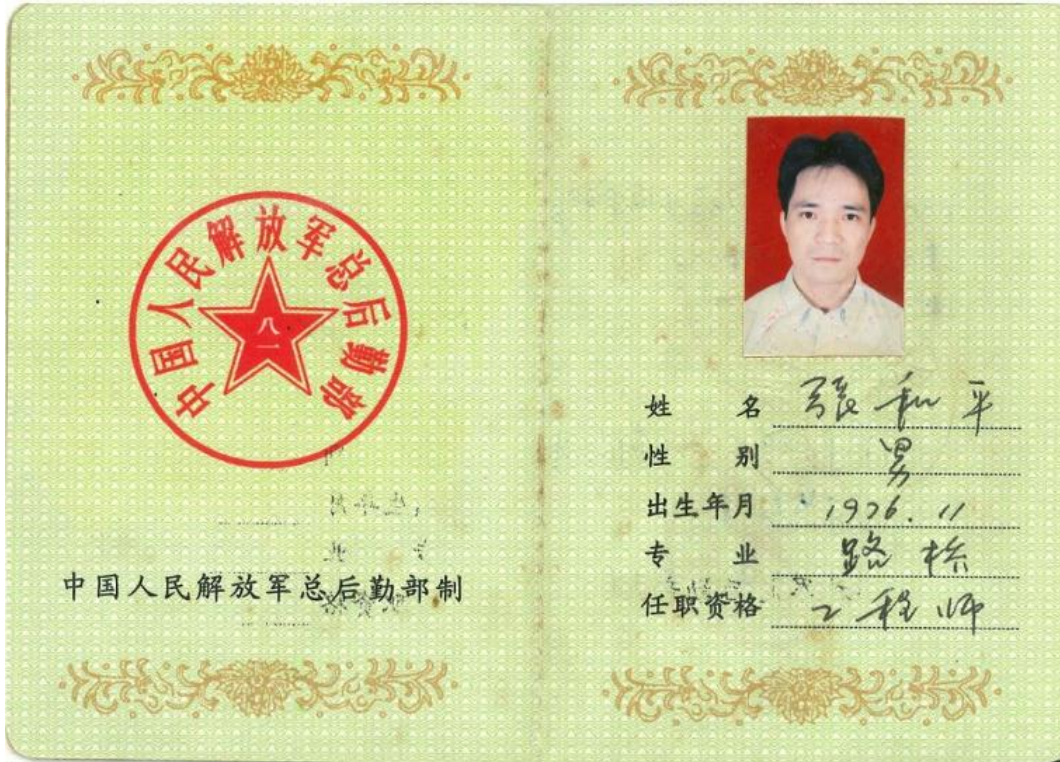 中国人民解放军总后勤部
八一
中国人民解放军总后勤部制
姓 名 張和平
性 别 男
出生年月 1976.11
专 业 路桥
任职资格 工程师